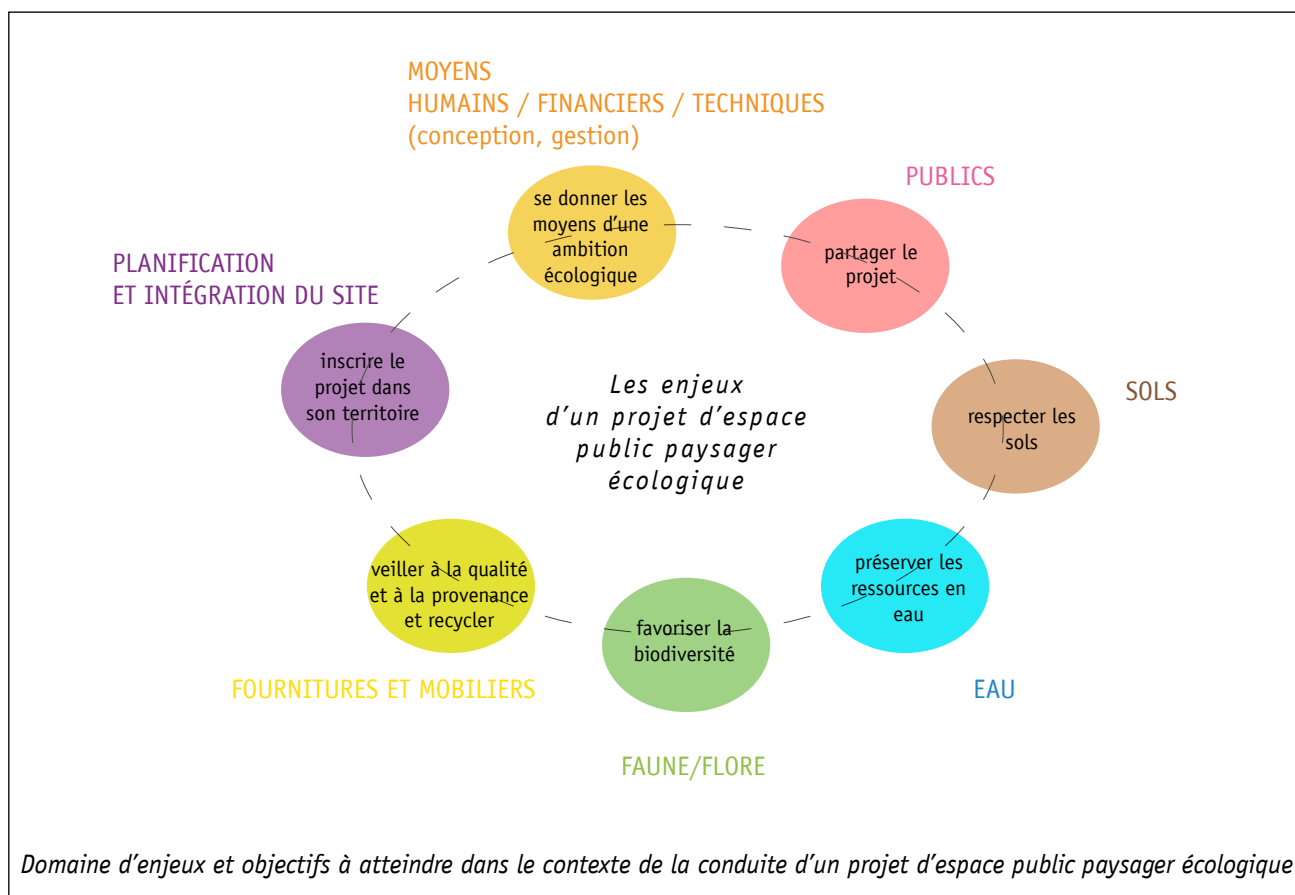 MOYENS
HUMAINS / FINANCIERS / TECHNIQUES
(conception, gestion)
se donner les
moyens d’une
ambition
écologique
PUBLICS
partager le
projet
PLANIFICATION
ET INTÉGRATION DU SITE
inscrire le
projet dans
son territoire
Les enjeux
d’un projet d’espace
public paysager
écologique
SOLS
respecter les
sols
veiller à la qualité
et à la provenance
et recycler
FOURNITURES ET MOBILIERS
favoriser la
biodiversité
FAUNE/FLORE
préserver les
ressources en
eau
EAU
Domaine d’enjeux et objectifs à atteindre dans le contexte de la conduite d’un projet d’espace public paysager écologique